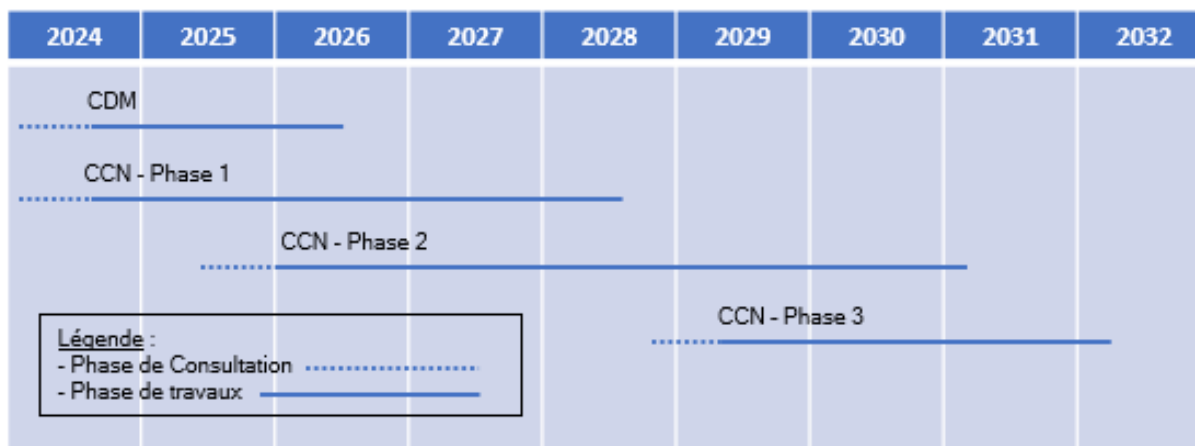 2024 2025 2026 2027 2028 2029 2030 2031 2032
CDM
CCN - Phase 1
CCN - Phase 2
CCN - Phase 3
Légende :
- Phase de Consultation
- Phase de travaux